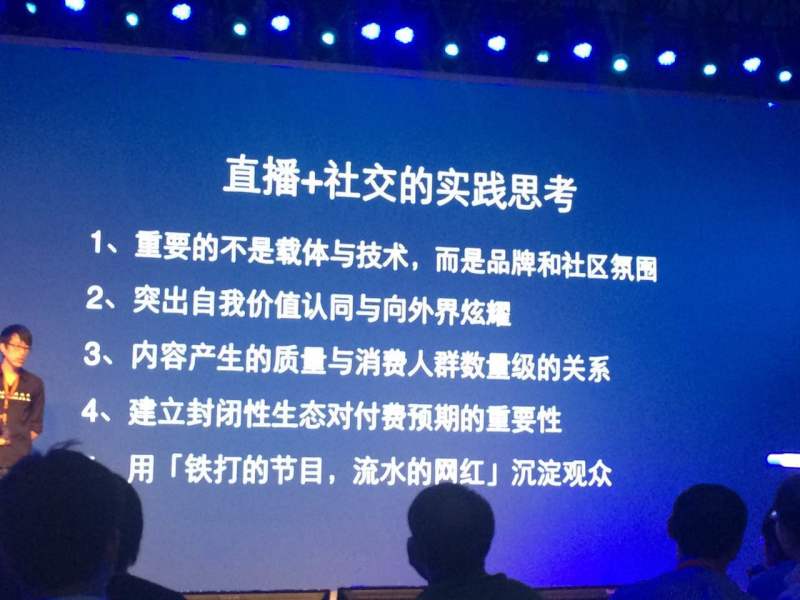 直播+社交的实践思考
1、重要的不是载体与技术，而是品牌和社区氛围
2、突出自我价值认同与向外界炫耀
3、内容产生的质量与消费人群数量级的关系
4、建立封闭性生态对付费预期的重要性
用「铁打的节目，流水的网红」沉淀观众